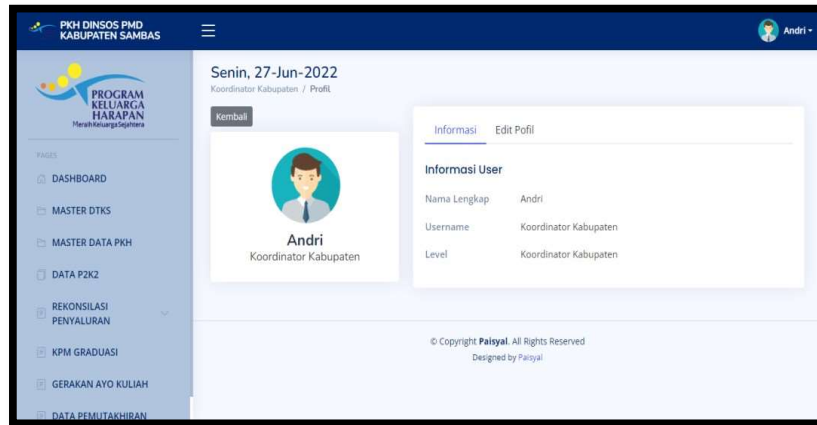 PKH DINSOS PMD
KABUPATEN SAMBAS
Andri
PROGRAM
KELUARGA
HARAPAN
Meraih Keluarga Sejahtera
PAGES
DASHBOARD
MASTER DTKS
MASTER DATA PKH
DATA P2K2
REKONSILASI
PENYALURAN
KPM GRADUASI
GERAKAN AYO KULIAH
DATA PEMUTAKHIRAN
Senin, 27-Jun-2022
Koordinator Kabupaten / Profil
Kembali
Andri
Koordinator Kabupaten
Informasi Edit Pofil
Informasi User
Nama Lengkap Andri
Username Koordinator Kabupaten
Level Koordinator Kabupaten
© Copyright Paisyal. All Rights Reserved
Designed by Paisyal